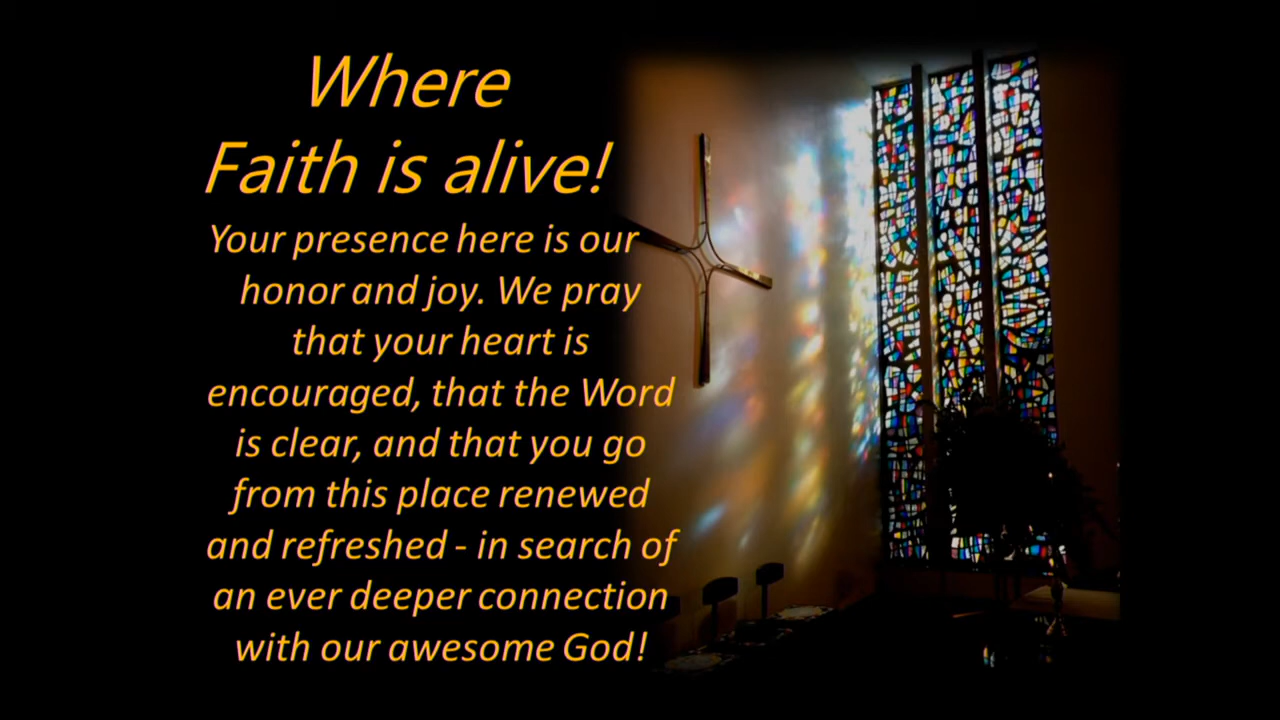 Where
Faith is alive!
Your presence here is our
honor and joy. We pray
that your heart is
encouraged, that the Word
is clear, and that you go
from this place renewed
and refreshed - in search of
an ever deeper connection
with our awesome God!